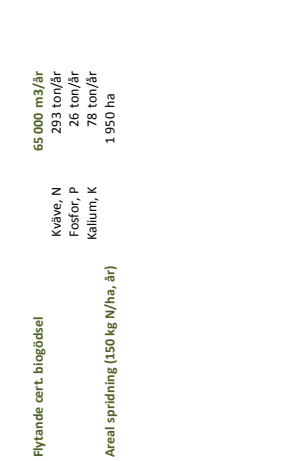 Flytande cert. biogödsel 65 000 m3/år
Kväve, N 293 ton/år
Fosfor, P 26 ton/år
Kalium, K 78 ton/år
Areal spridning (150 kg N/ha, år) 1 950 ha